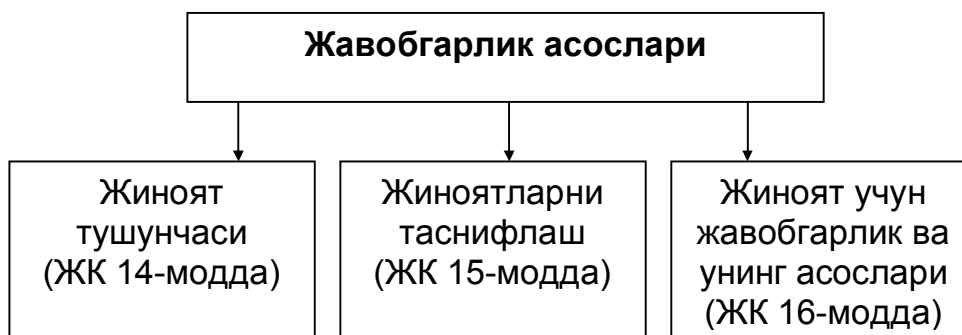 Жавобгарлик асослари
Жиноят
тушунчаси
(ЖК 14-модда)
Жиноятларни
таснифлаш
(ЖК 15-модда)
Жиноят учун
жавобгарлик ва
унинг асослари
(ЖК 16-модда)